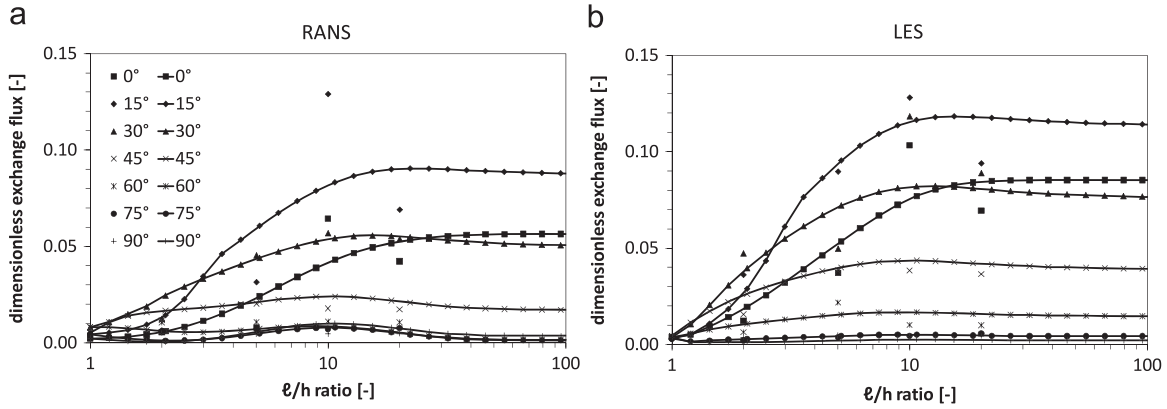 a
RANS
dimensionless exchange flux [-]
0.15
0.10
0.05
0.00
0° 0°
15° 15°
30° 30°
45° 45°
60° 60°
75° 75°
90° 90°
1 10 100
ℓ/h ratio [-]
b
LES
dimensionless exchange flux [-]
0.15
0.10
0.05
0.00
1 10 100
ℓ/h ratio [-]